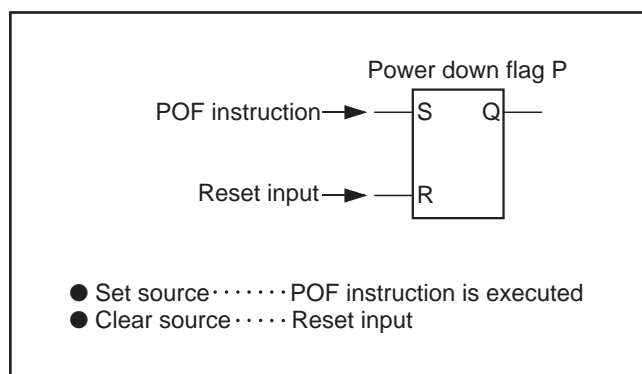 Power down flag P
POF instruction
S
Q
Reset input
R
● Set source ······· POF instruction is executed
● Clear source ····· Reset input